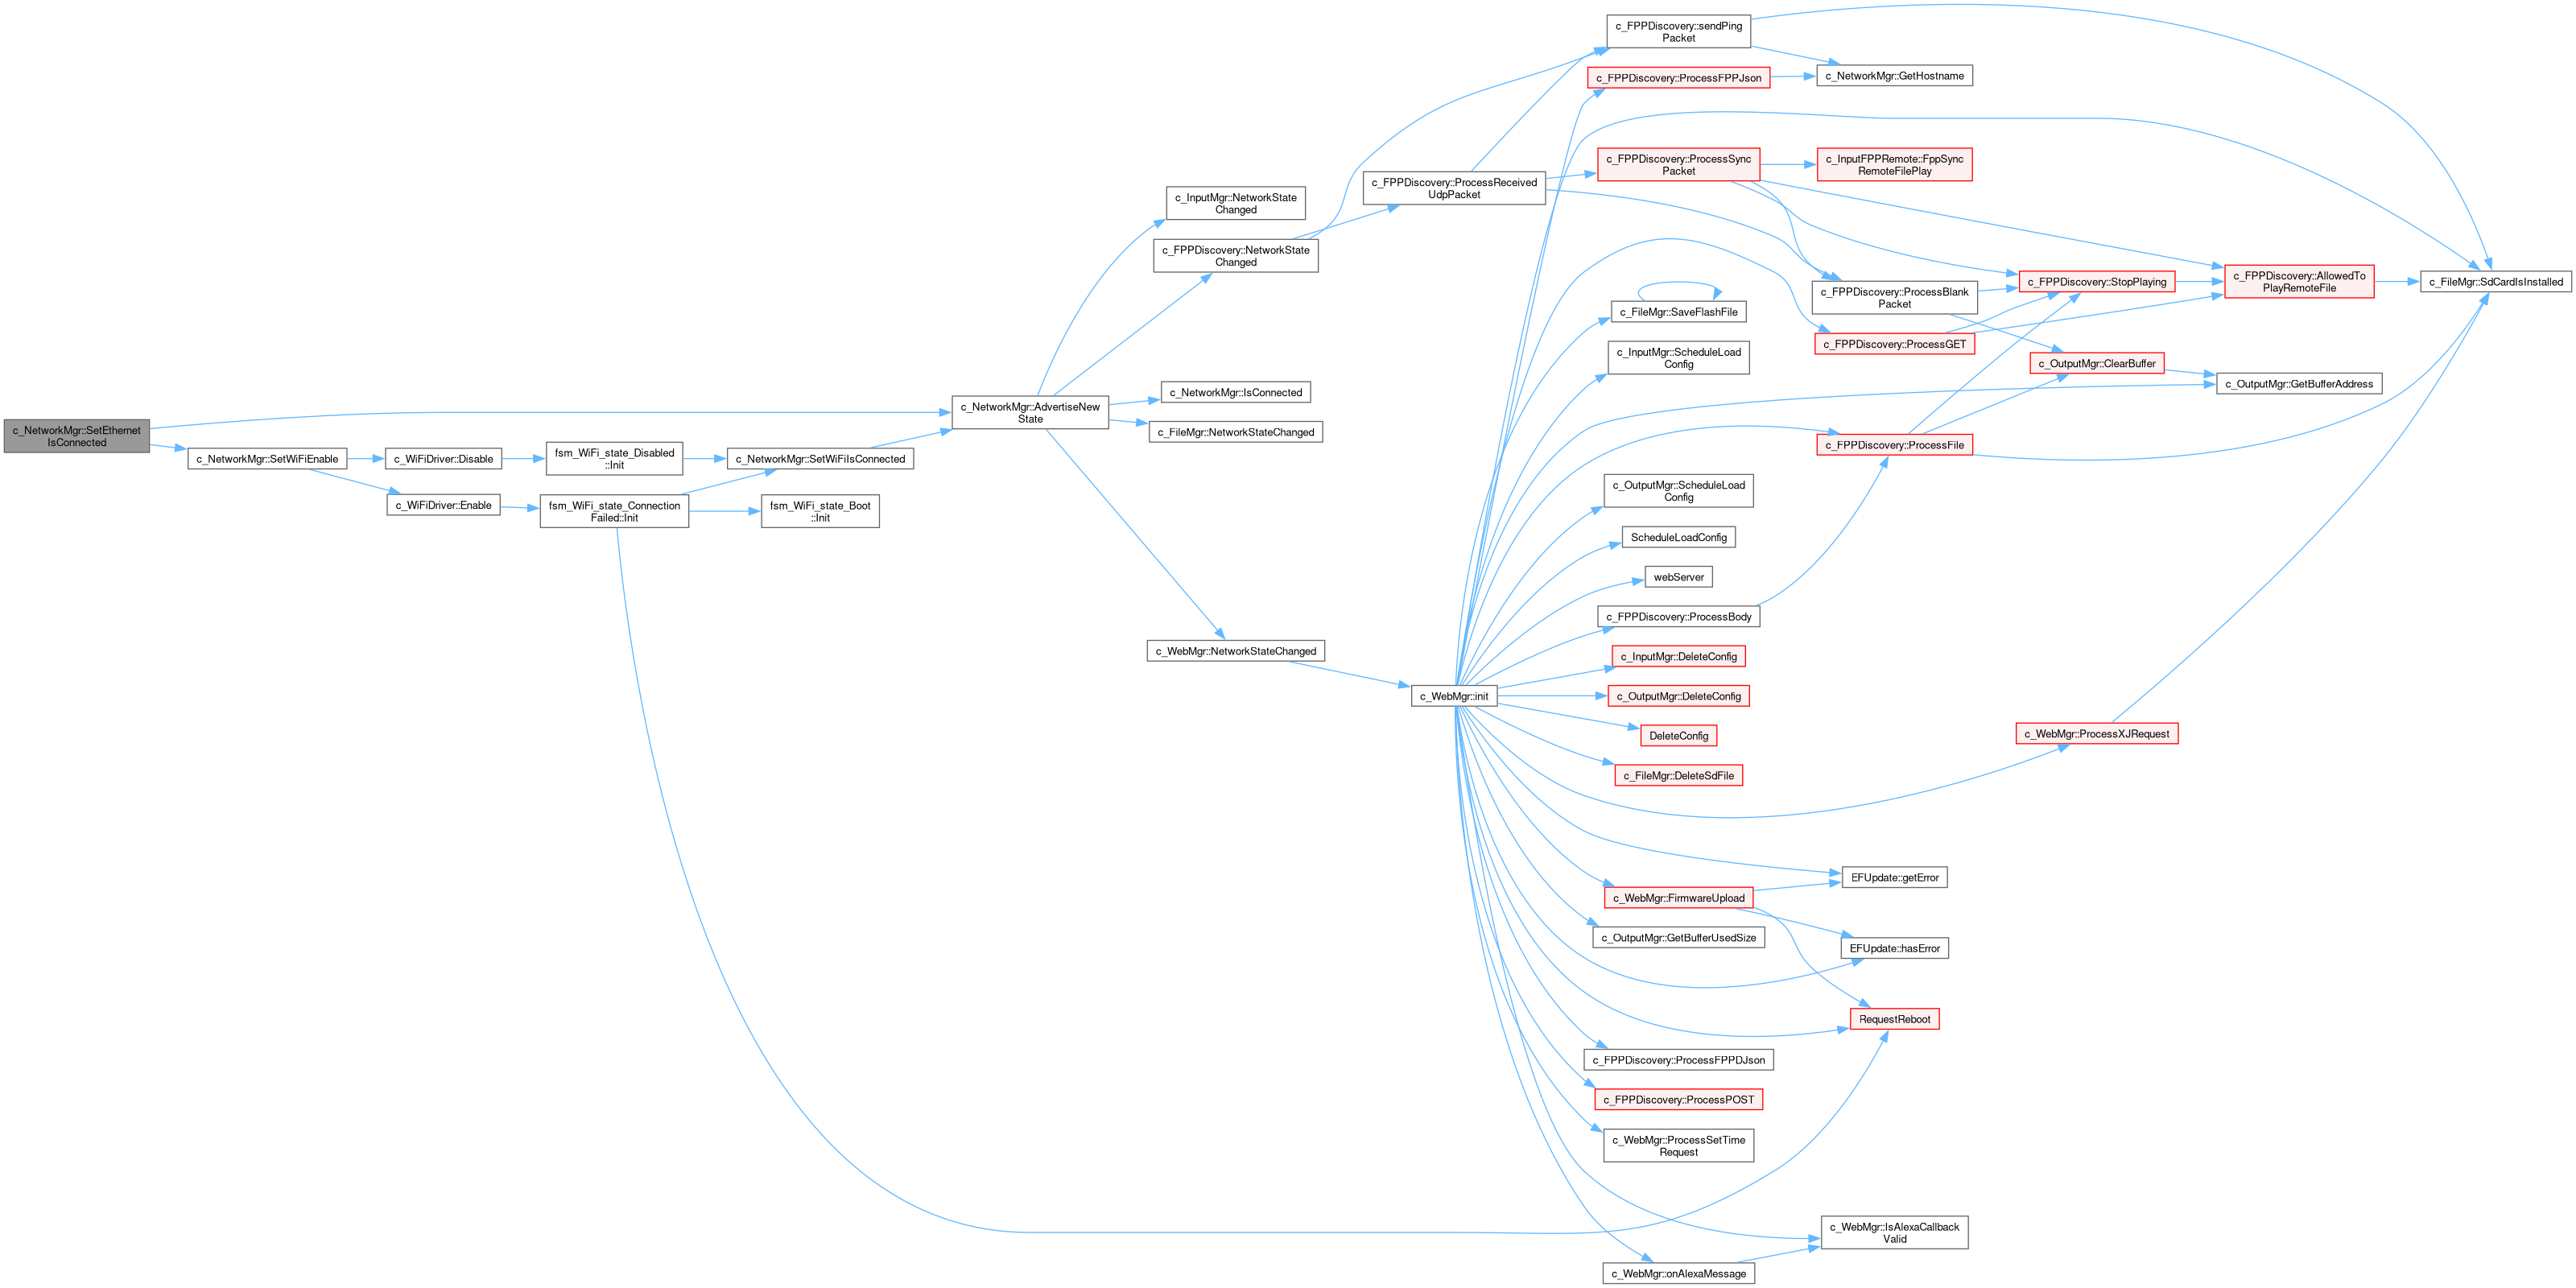 c_NetworkMgr::SetEthernet
IsConnected
c_NetworkMgr::SetWiFiEnable
c_WiFiDriver::Disable
c_WiFiDriver::Enable
fsm_WiFi_state_Disabled
::Init
fsm_WiFi_state_Connection
Failed::Init
c_NetworkMgr::SetWiFiIsConnected
fsm_WiFi_state_Boot
::Init
c_NetworkMgr::AdvertiseNew
State
c_InputMgr::NetworkState
Changed
c_FPPDiscovery::NetworkState
Changed
c_NetworkMgr::IsConnected
c_FileMgr::NetworkStateChanged
c_WebMgr::NetworkStateChanged
c_FPPDiscovery::ProcessReceived
UdpPacket
c_WebMgr::init
c_FPPDiscovery::sendPing
Packet
c_FPPDiscovery::ProcessFPPJson
c_FPPDiscovery::ProcessSync
Packet
c_FileMgr::SaveFlashFile
c_InputMgr::ScheduleLoad
Config
c_OutputMgr::ScheduleLoad
Config
ScheduleLoadConfig
webServer
c_FPPDiscovery::ProcessBody
c_InputMgr::DeleteConfig
c_OutputMgr::DeleteConfig
DeleteConfig
c_FileMgr::DeleteSdFile
c_WebMgr::FirmwareUpload
c_OutputMgr::GetBufferUsedSize
c_FPPDiscovery::ProcessFPPDJson
c_FPPDiscovery::ProcessPOST
c_WebMgr::ProcessSetTime
Request
c_WebMgr::onAlexaMessage
c_NetworkMgr::GetHostname
c_InputFPPRemote::FppSync
RemoteFilePlay
c_FPPDiscovery::ProcessBlank
Packet
c_FPPDiscovery::ProcessGET
c_FPPDiscovery::ProcessFile
EFUpdate::getError
EFUpdate::hasError
RequestReboot
c_WebMgr::IsAlexaCallback
Valid
c_FPPDiscovery::StopPlaying
c_OutputMgr::ClearBuffer
c_WebMgr::ProcessXJRequest
c_FPPDiscovery::AllowedTo
PlayRemoteFile
c_OutputMgr::GetBufferAddress
c_FileMgr::SdCardIsInstalled